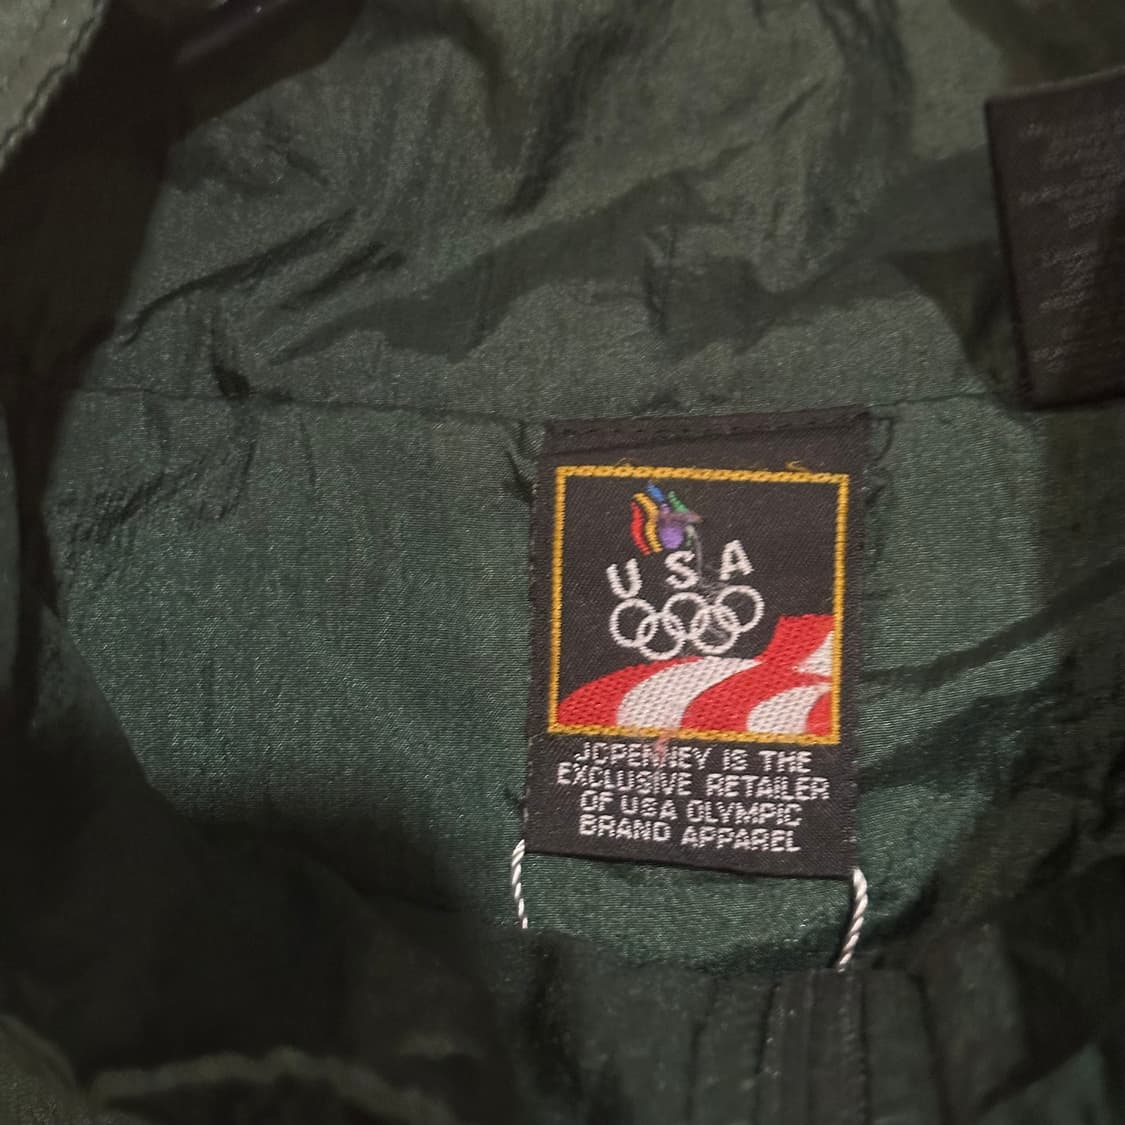 USA
JCPENNEY IS THE
EXCLUSIVE RETAILER
OF USA OLYMPIC
BRAND APPAREL